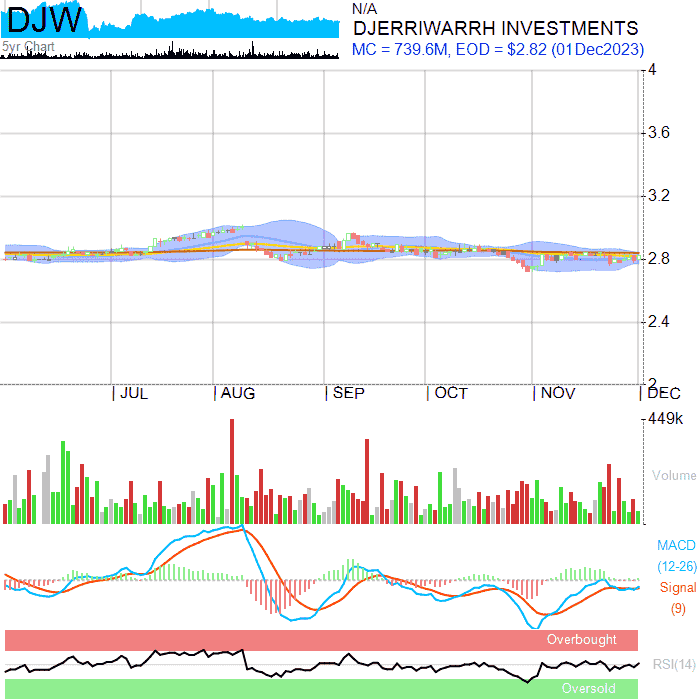 DJW
5yr Chart
N/A
DJERRIWARRH INVESTMENTS
MC = 739.6M, EOD = $2.82 (01Dec2023)
4
3.6
3.2
2.8
2.4
2
| JUL | AUG | SEP | OCT | NOV | DEC
449k
Volume
MACD
(12-26)
Signal
(9)
Overbought
RSI(14)
Oversold